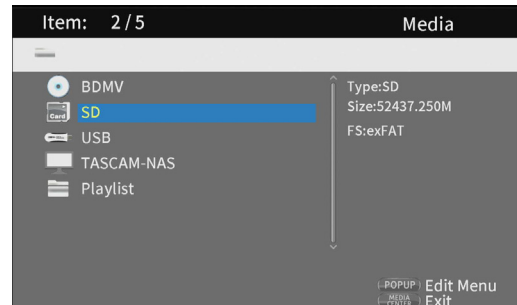 Item: 2/5
Media
BDMV
Card
SD
USB
TASCAM-NAS
Playlist
Type:SD
Size:52437.250M
FS:exFAT
POPUP Edit Menu
MEDIA CENTER Exit